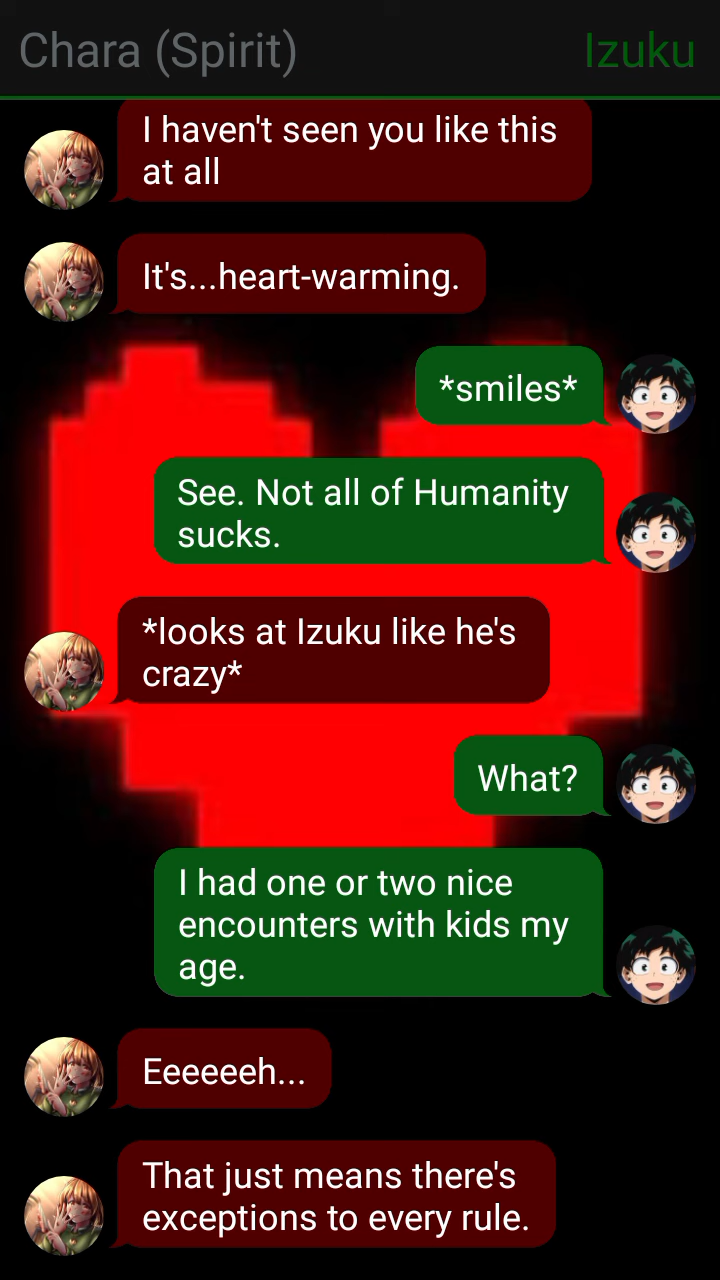 Chara (Spirit) Izuku
I haven't seen you like this
at all
It's...heart-warming.
*smiles*
See. Not all of Humanity
sucks.
*looks at Izuku like he's
crazy*
What?
I had one or two nice
encounters with kids my
age.
Eeeeeeh...
That just means there's
exceptions to every rule.